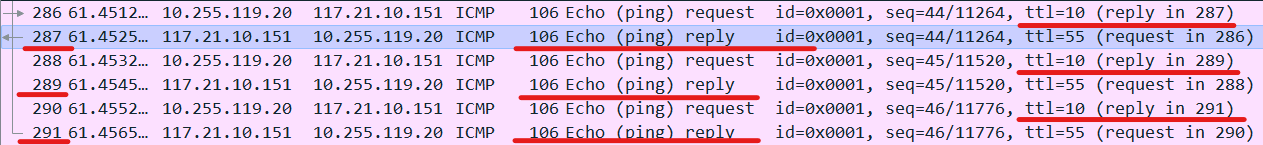 286 61.4512… 10.255.119.20 117.21.10.151 ICMP 106 Echo (ping) request id=0x0001, seq=44/11264, ttl=10 (reply in 287)
287 61.4525… 117.21.10.151 10.255.119.20 ICMP 106 Echo (ping) reply id=0x0001, seq=44/11264, ttl=55 (request in 286)
288 61.4532… 10.255.119.20 117.21.10.151 ICMP 106 Echo (ping) request id=0x0001, seq=45/11520, ttl=10 (reply in 289)
289 61.4545… 117.21.10.151 10.255.119.20 ICMP 106 Echo (ping) reply id=0x0001, seq=45/11520, ttl=55 (request in 288)
290 61.4552… 10.255.119.20 117.21.10.151 ICMP 106 Echo (ping) request id=0x0001, seq=46/11776, ttl=10 (reply in 291)
291 61.4565… 117.21.10.151 10.255.119.20 ICMP 106 Echo (ping) reply id=0x0001, seq=46/11776, ttl=55 (request in 290)